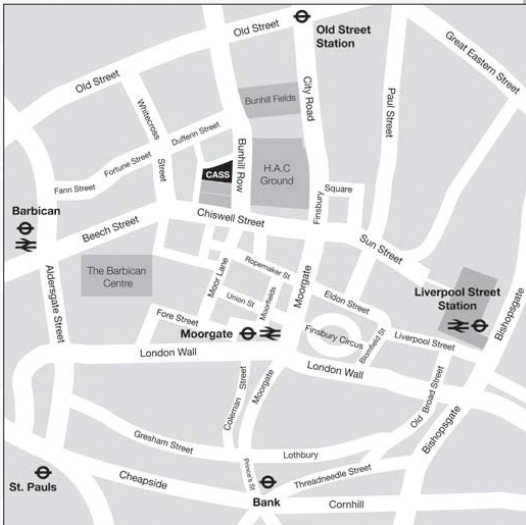 Old Street
Station
Old Street
Great Eastern Street
Old Street
City Road
Paul Street
Whitecross
Street
Bunhill Fields
Dufferin Street
Bunhill Row
Fortune Street
H.A.C
Ground
CASS
Fann Street
Square
Finsbury
Barbican
Chiswell Street
Beech Street
Sun Street
Aldersgate Street
The Barbican
Centre
Moor Lane
Ropemaker St
Moorgate
Liverpool Street
Station
Bishopsgate
Union St
Moorfields
Eldon Street
Fore Street
Moorgate
Finsbury Circus
Blomfield St
Liverpool Street
London Wall
London Wall
Coleman Street
Moorgate
Old Broad Street
Bishopsgate
Gresham Street
Lothbury
St. Pauls
Cheapside
Prince's St
Threadneedle Street
Bank
Cornhill